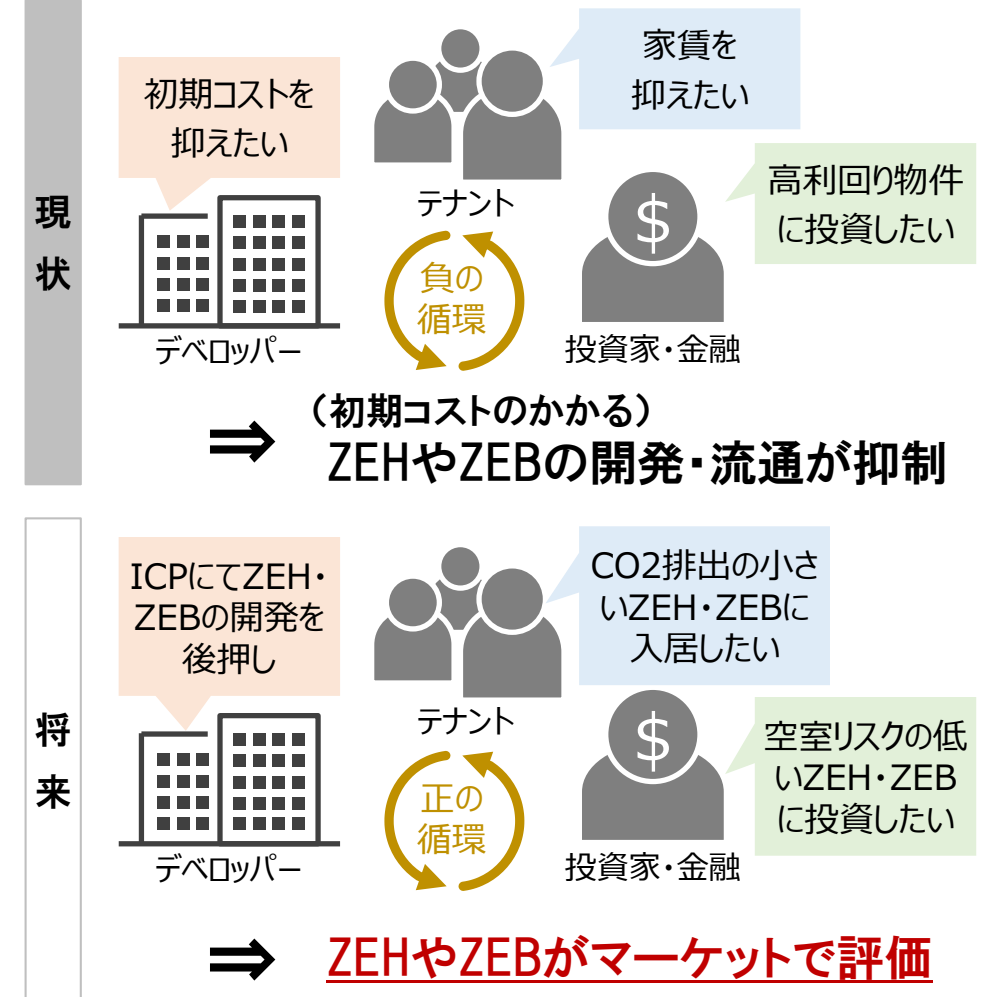 現状
初期コストを
抑えたい
家賃を
抑えたい
高利回り物件
に投資したい
テナント
負の
循環
デベロッパー
投資家・金融
⇒
（初期コストのかかる）
ZEHやZEBの開発・流通が抑制
将来
ICPにてZEH・
ZEBの開発を
後押し
CO2排出の小さ
いZEH・ZEBに
入居したい
空室リスクの低
いZEH・ZEB
に投資したい
テナント
正の
循環
デベロッパー
投資家・金融
⇒
ZEHやZEBがマーケットで評価
$
$